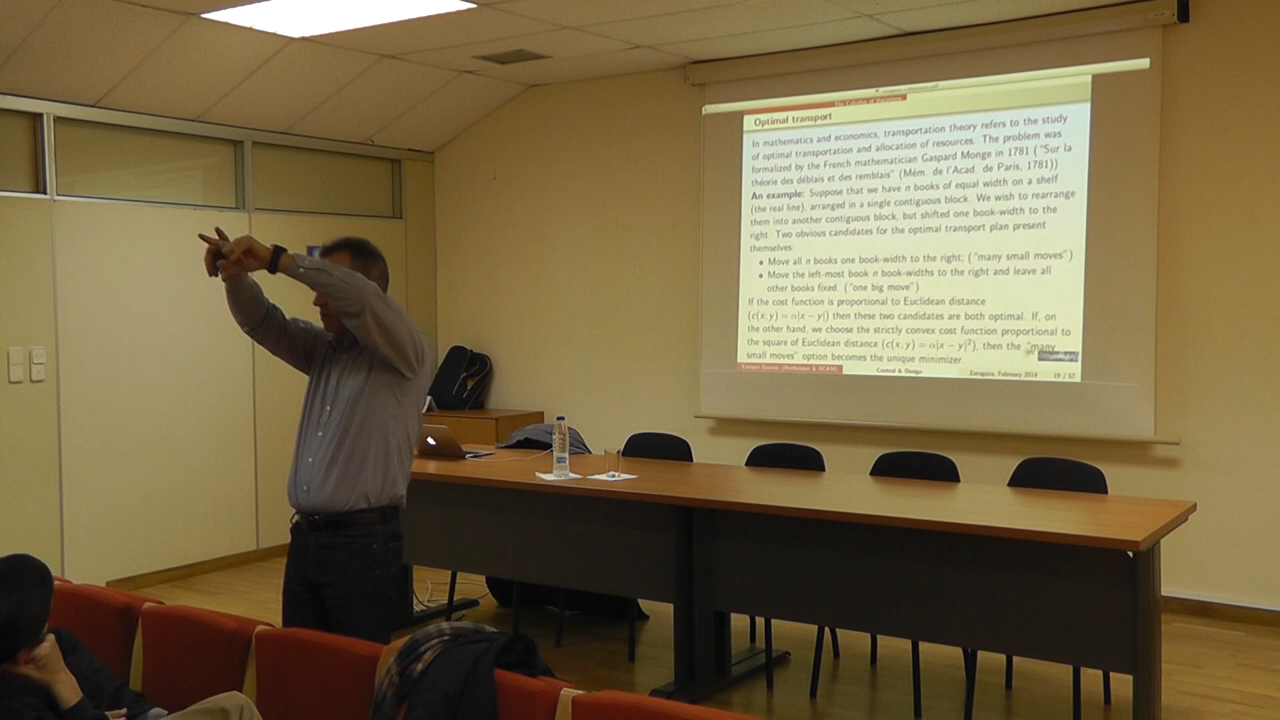 The Calculus of Variations
Optimal transport
In mathematics and economics, transportation theory refers to the study
of optimal transportation and allocation of resources. The problem was
formalized by the French mathematician Gaspard Monge in 1781 ("Sur la
théorie des déblais et des remblais" (Mém. de l'Acad. de Paris, 1781))
An example: Suppose that we have n books of equal width on a shelf
(the real line), arranged in a single contiguous block. We wish to rearrange
them into another contiguous block, but shifted one book-width to the
right. Two obvious candidates for the optimal transport plan present
themselves:
• Move all n books one book-width to the right; ("many small moves")
• Move the left-most book n book-widths to the right and leave all
other books fixed. ("one big move")
If the cost function is proportional to Euclidean distance
(c(x, y) = α|x − y|) then these two candidates are both optimal. If, on
the other hand, we choose the strictly convex cost function proportional to
the square of Euclidean distance (c(x, y) = α|x − y|²), then the "many
small moves" option becomes the unique minimizer.
Control & Design
Zaragoza, February 2014
19 / 57